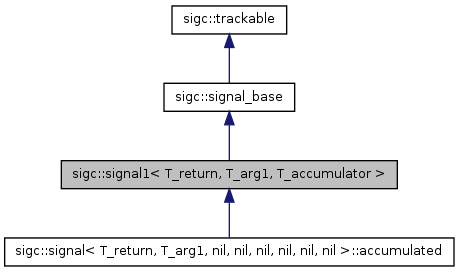 sigc::trackable
sigc::signal_base
sigc::signal1< T_return, T_arg1, T_accumulator >
sigc::signal< T_return, T_arg1, nil, nil, nil, nil, nil, nil >::accumulated